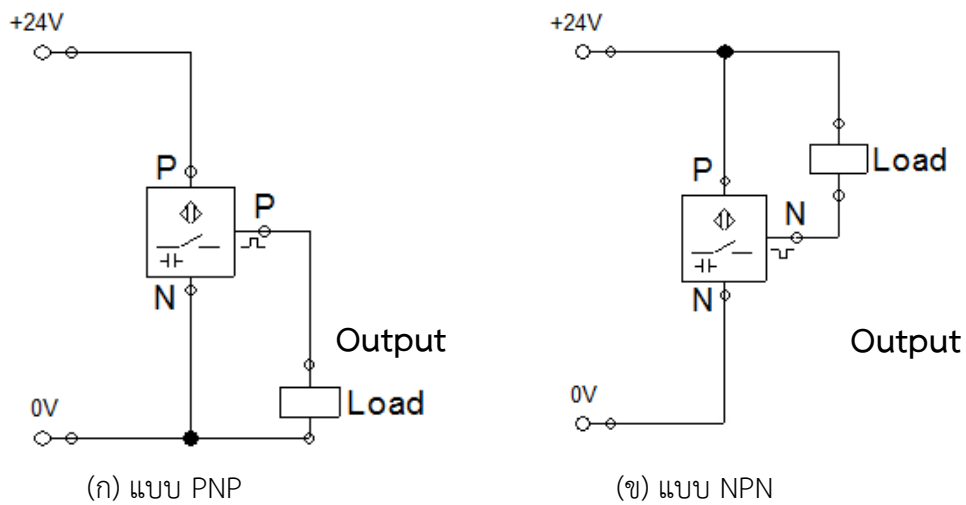 +24V
P
P
N
Output
Load
0V
(ก) แบบ PNP
+24V
P
Load
N
N
Output
0V
(ข) แบบ NPN